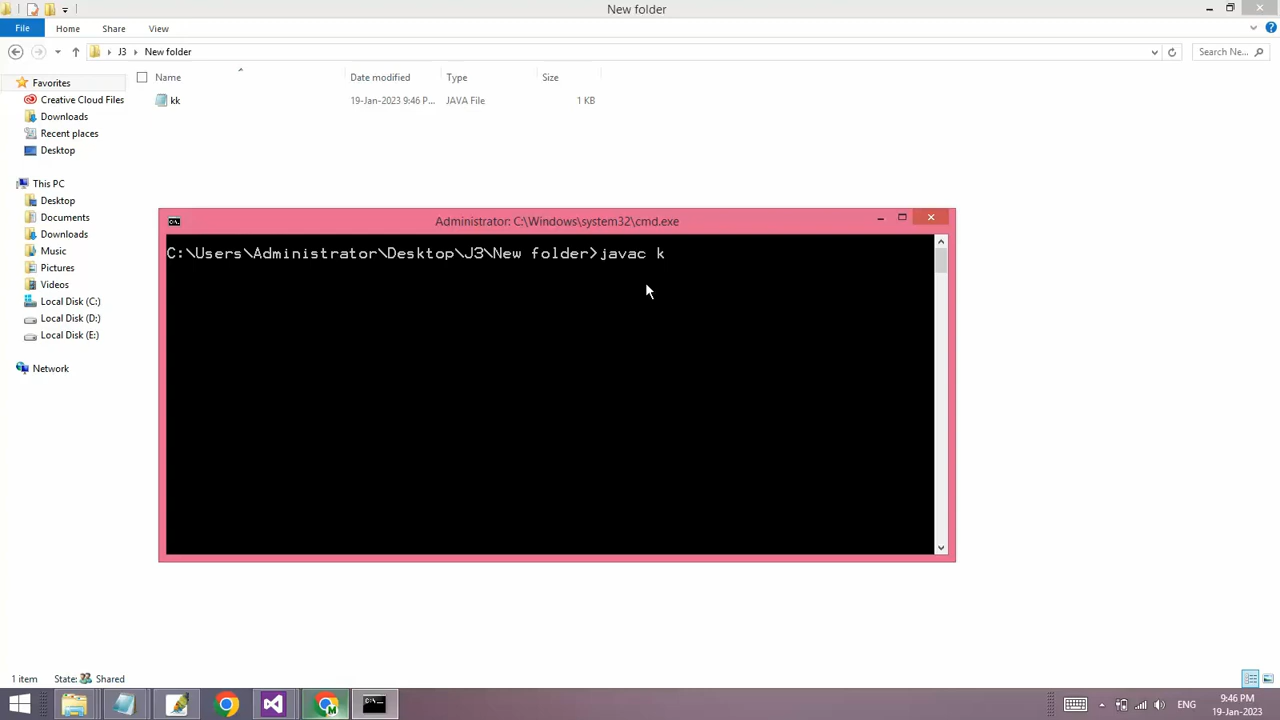 New folder
File Home Share View
J3 New folder Search Ne...
Name Date modified Type Size
kk 19-Jan-2023 9:46 P... JAVA File 1 KB
Favorites
Creative Cloud Files
Downloads
Recent places
Desktop
This PC
Desktop
Documents
Downloads
Music
Pictures
Videos
Local Disk (C:)
Local Disk (D:)
Local Disk (E:)
Network
Administrator: C:\Windows\system32\cmd.exe
C:\Users\Administrator\Desktop\J3\New folder>javac k
1 item State: Shared
ENG
9:46 PM
19-Jan-2023